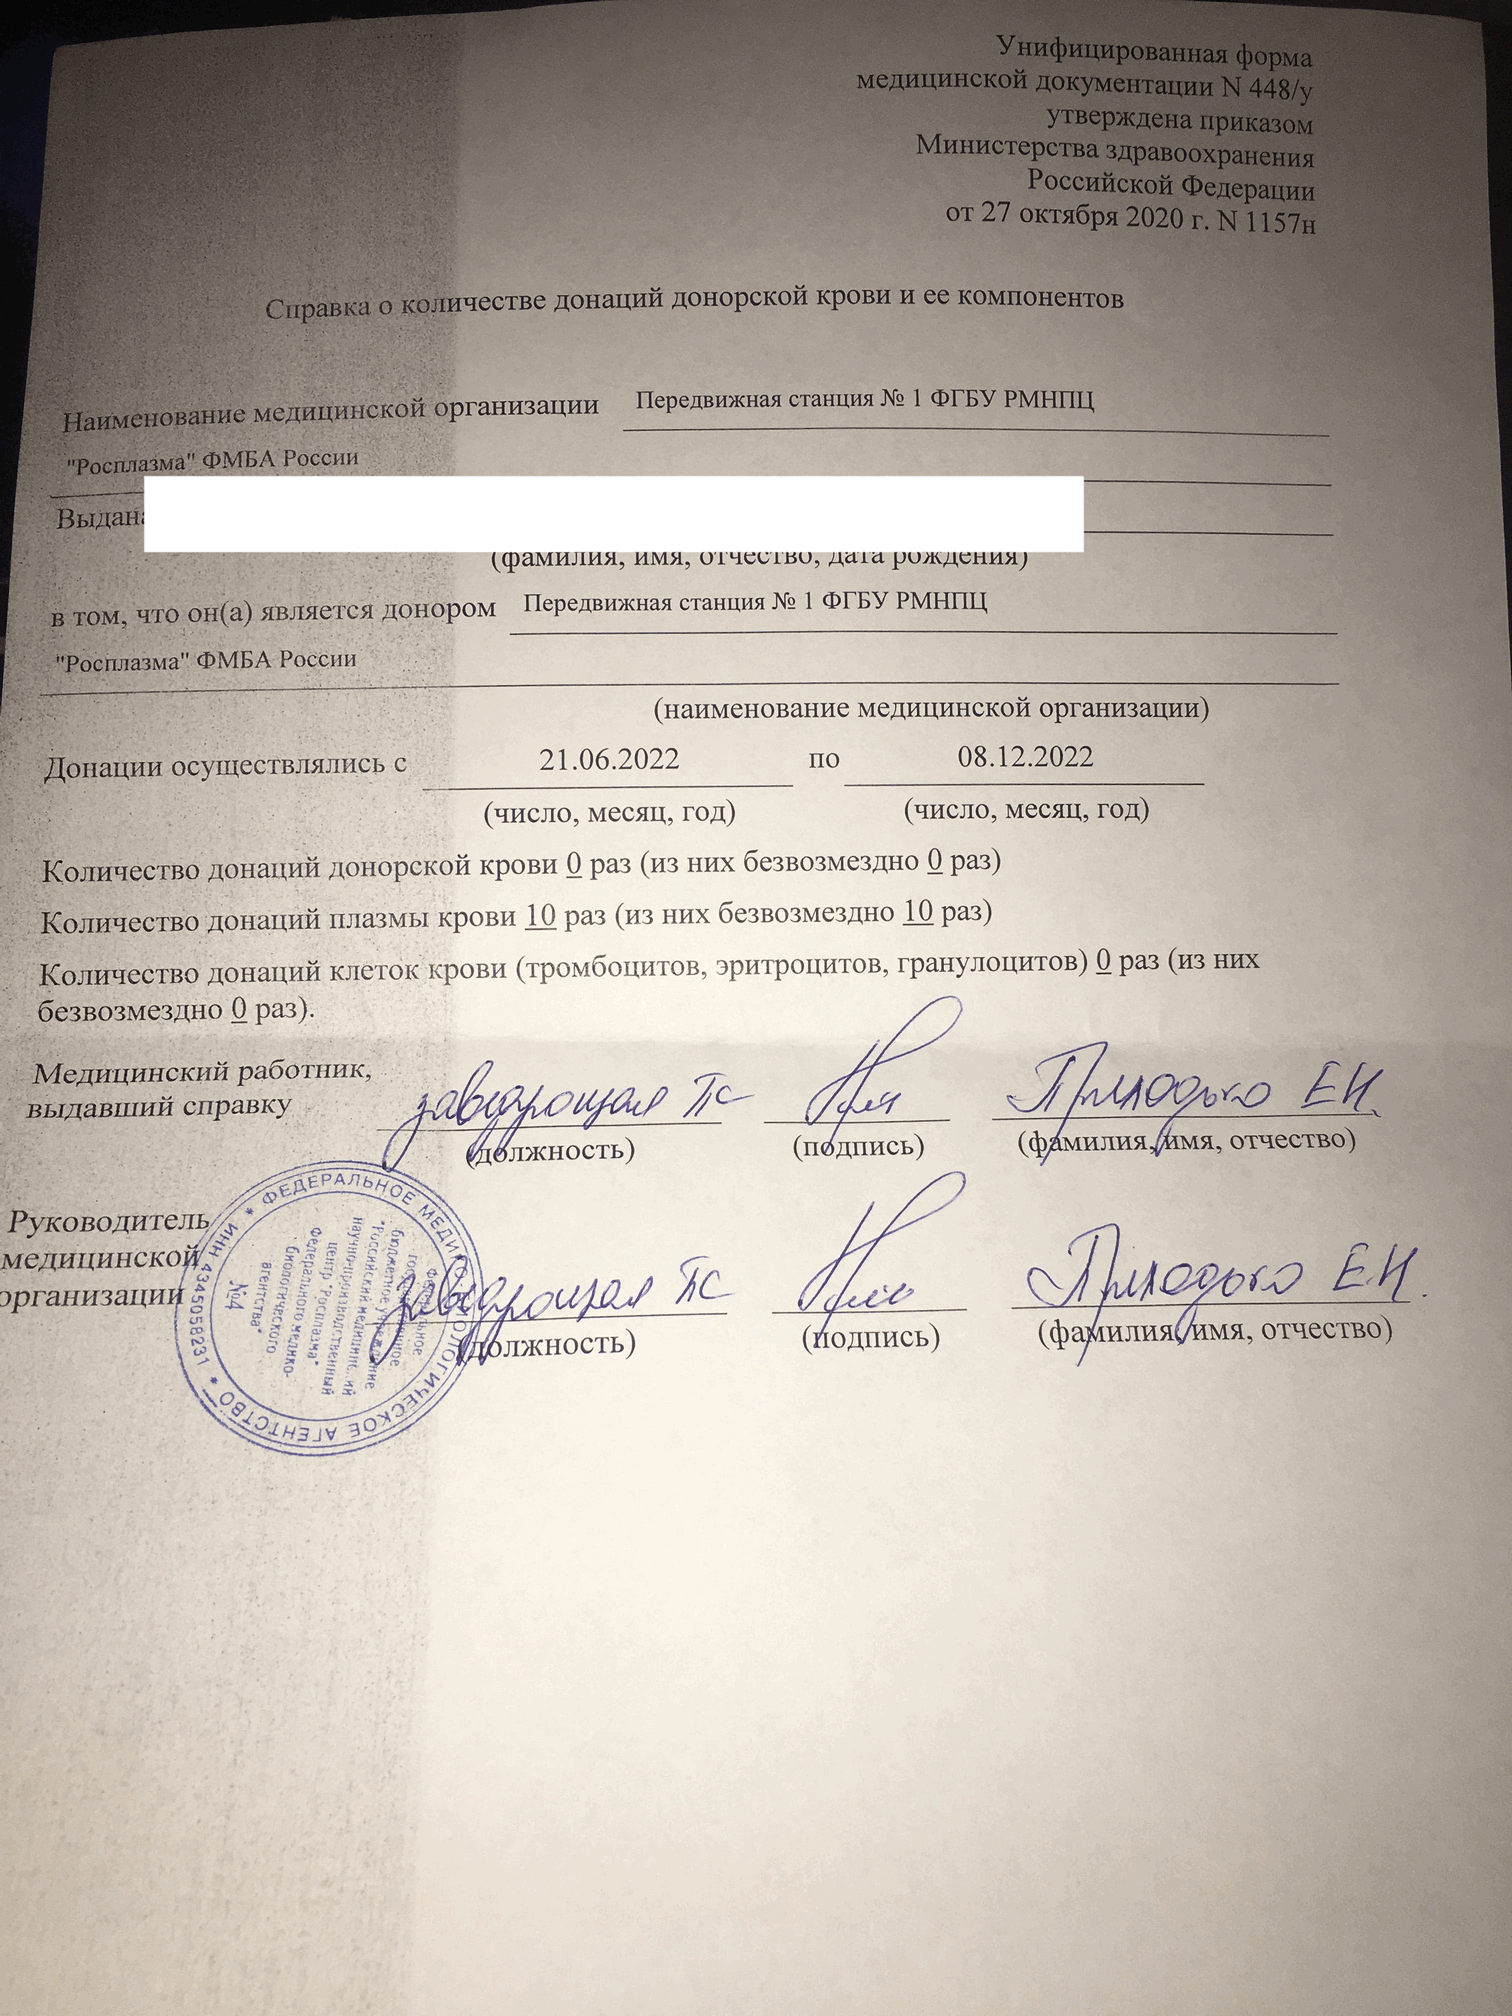 Унифицированная форма
медицинской документации N 448/у
утверждена приказом
Министерства здравоохранения
Российской Федерации
от 27 октября 2020 г. N 1157н
Справка о количестве донаций донорской крови и ее компонентов
Наименование медицинской организации Передвижная станция № 1 ФГБУ РМНПЦ
"Росплазма" ФМБА России
Выдана
(фамилия, имя, отчество, дата рождения)
в том, что он(а) является донором Передвижная станция № 1 ФГБУ РМНПЦ
"Росплазма" ФМБА России
(наименование медицинской организации)
Донации осуществлялись с 21.06.2022 по 08.12.2022
(число, месяц, год) (число, месяц, год)
Количество донаций донорской крови 0 раз (из них безвозмездно 0 раз)
Количество донаций плазмы крови 10 раз (из них безвозмездно 10 раз)
Количество донаций клеток крови (тромбоцитов, эритроцитов, гранулоцитов) 0 раз (из них
безвозмездно 0 раз).
Медицинский работник,
выдавший справку заведующая ПС Приходько Е.Н.
(должность) (подпись) (фамилия, имя, отчество)
Руководитель
медицинской
организации заведующая ПС Приходько Е.Н.
(должность) (подпись) (фамилия, имя, отчество)
* ФЕДЕРАЛЬНОЕ МЕДИКО-БИОЛОГИЧЕСКОЕ АГЕНТСТВО * ИНН 4345058231
Федеральное
государственное
бюджетное учреждение
"Российский медицинский
научно-производственный
центр "Росплазма"
Федерального медико-
биологического
агентства"
№4